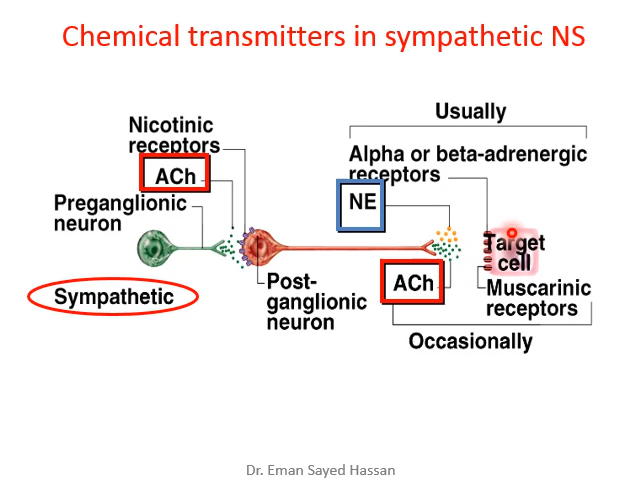 Chemical transmitters in sympathetic NS
Usually
Nicotinic
receptors
ACh
Preganglionic
neuron
Alpha or beta-adrenergic
receptors
NE
Target
cell
Sympathetic
Post-
ganglionic
neuron
ACh
Muscarinic
receptors
Occasionally
Dr. Eman Sayed Hassan